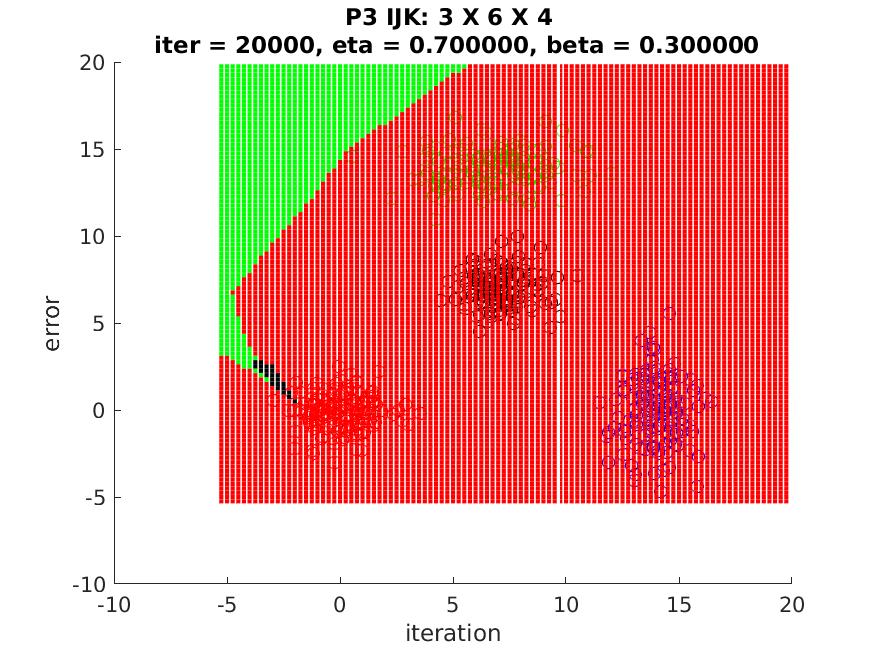 P3 IJK: 3 X 6 X 4
iter = 20000, eta = 0.700000, beta = 0.300000
20
15
10
5
0
-5
-10
error
-10 -5 0 5 10 15 20
iteration